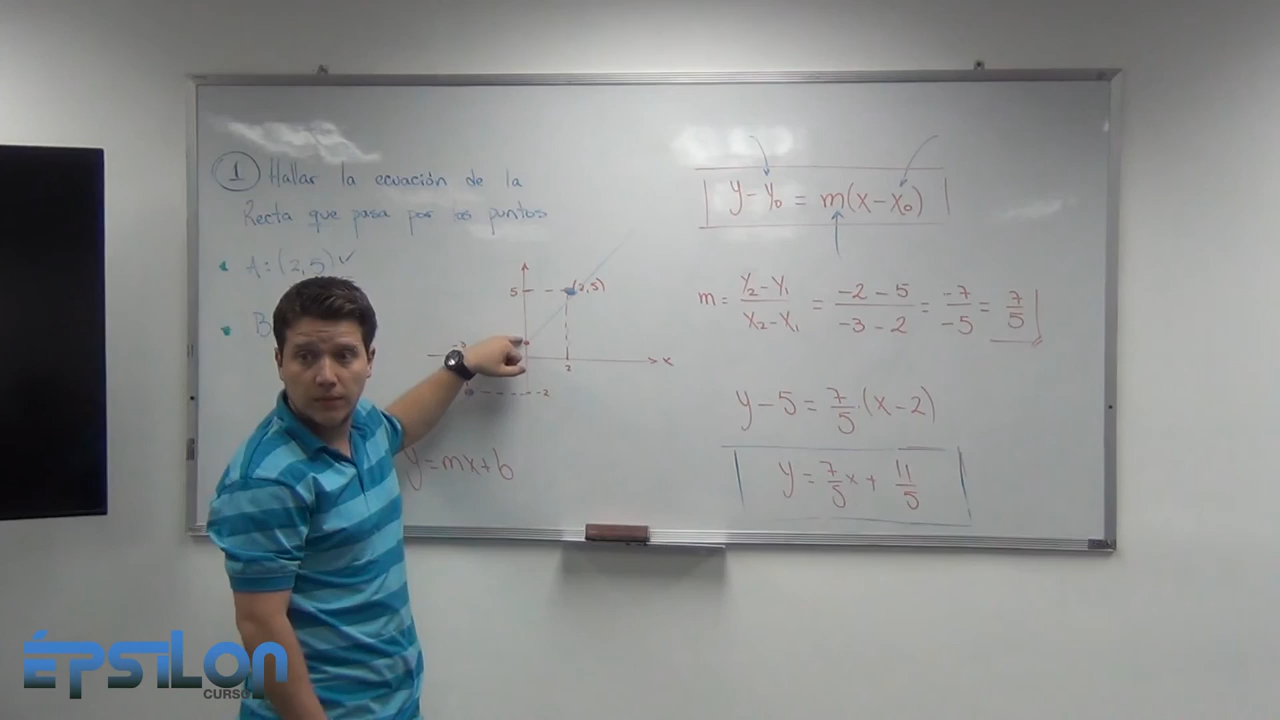 1 Hallar la ecuación de la
Recta que pasa por los puntos
• A: (2,5) ✓
• B
5
(2,5)
2
x
-2
y = mx + b
y - y₀ = m(x - x₀)
m = (y₂ - y₁)/(x₂ - x₁) = (-2 - 5)/(-3 - 2) = -7/-5 = 7/5
y - 5 = 7/5 · (x - 2)
y = 7/5 x + 11/5
ÉPSILON
CURSO